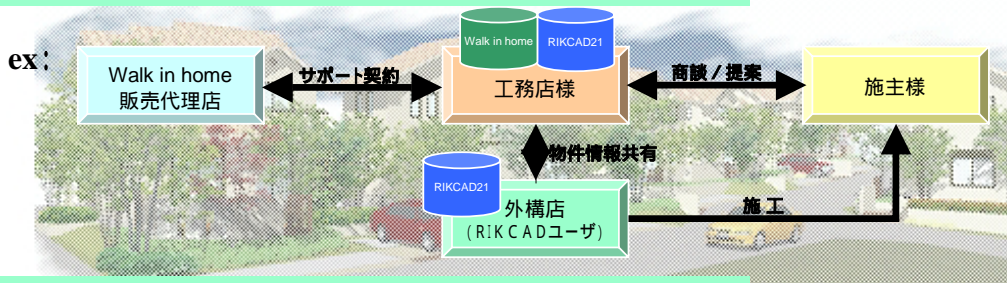 ex:
Walk in home
RIKCAD21
Walk in home
販売代理店
サポート契約
工務店様
商談／提案
施主様
物件情報共有
RIKCAD21
外構店
(RIKCADユーザ)
施工